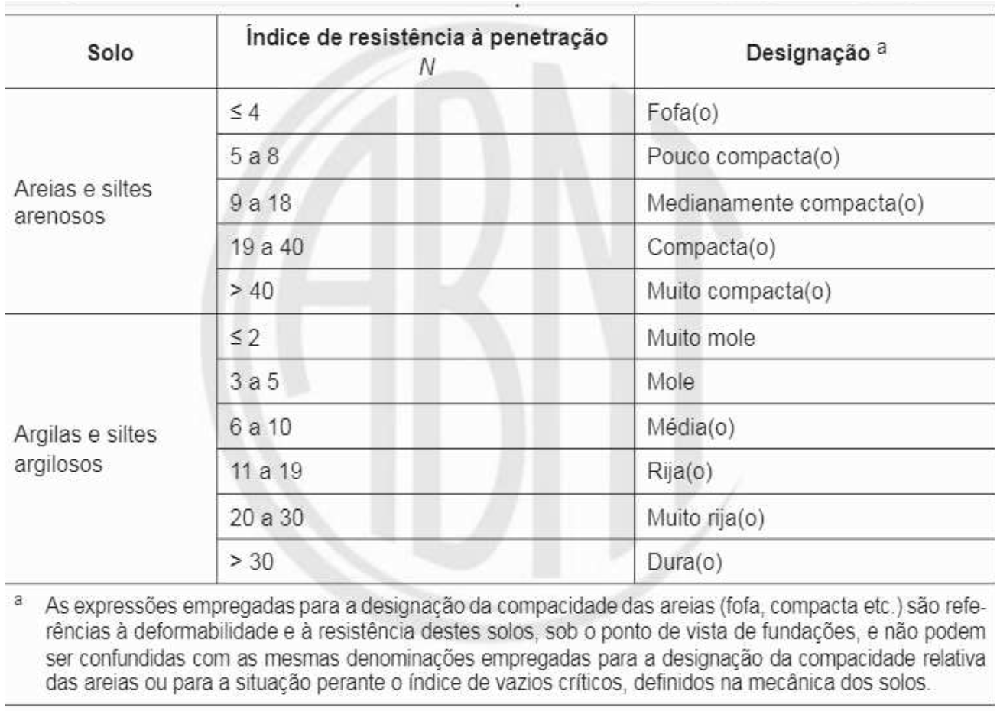 Solo
Índice de resistência à penetração
N
Designação a
Areias e siltes
arenosos
≤ 4
Fofa(o)
5 a 8
Pouco compacta(o)
9 a 18
Medianamente compacta(o)
19 a 40
Compacta(o)
> 40
Muito compacta(o)
Argilas e siltes
argilosos
≤ 2
Muito mole
3 a 5
Mole
6 a 10
Média(o)
11 a 19
Rija(o)
20 a 30
Muito rija(o)
> 30
Dura(o)
a As expressões empregadas para a designação da compacidade das areias (fofa, compacta etc.) são refe-
rências à deformabilidade e à resistência destes solos, sob o ponto de vista de fundações, e não podem
ser confundidas com as mesmas denominações empregadas para a designação da compacidade relativa
das areias ou para a situação perante o índice de vazios críticos, definidos na mecânica dos solos.
ABNT